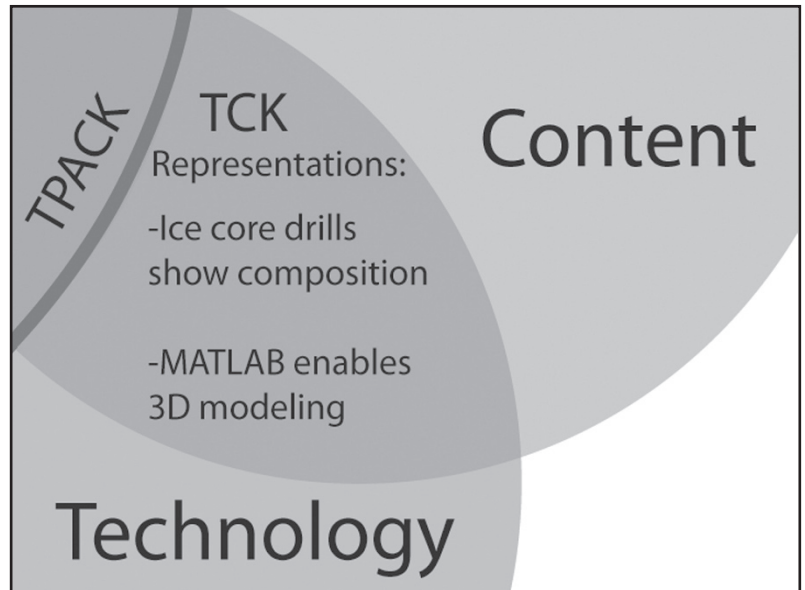 TPACK
TCK
Representations:
-Ice core drills
show composition
-MATLAB enables
3D modeling
Content
Technology